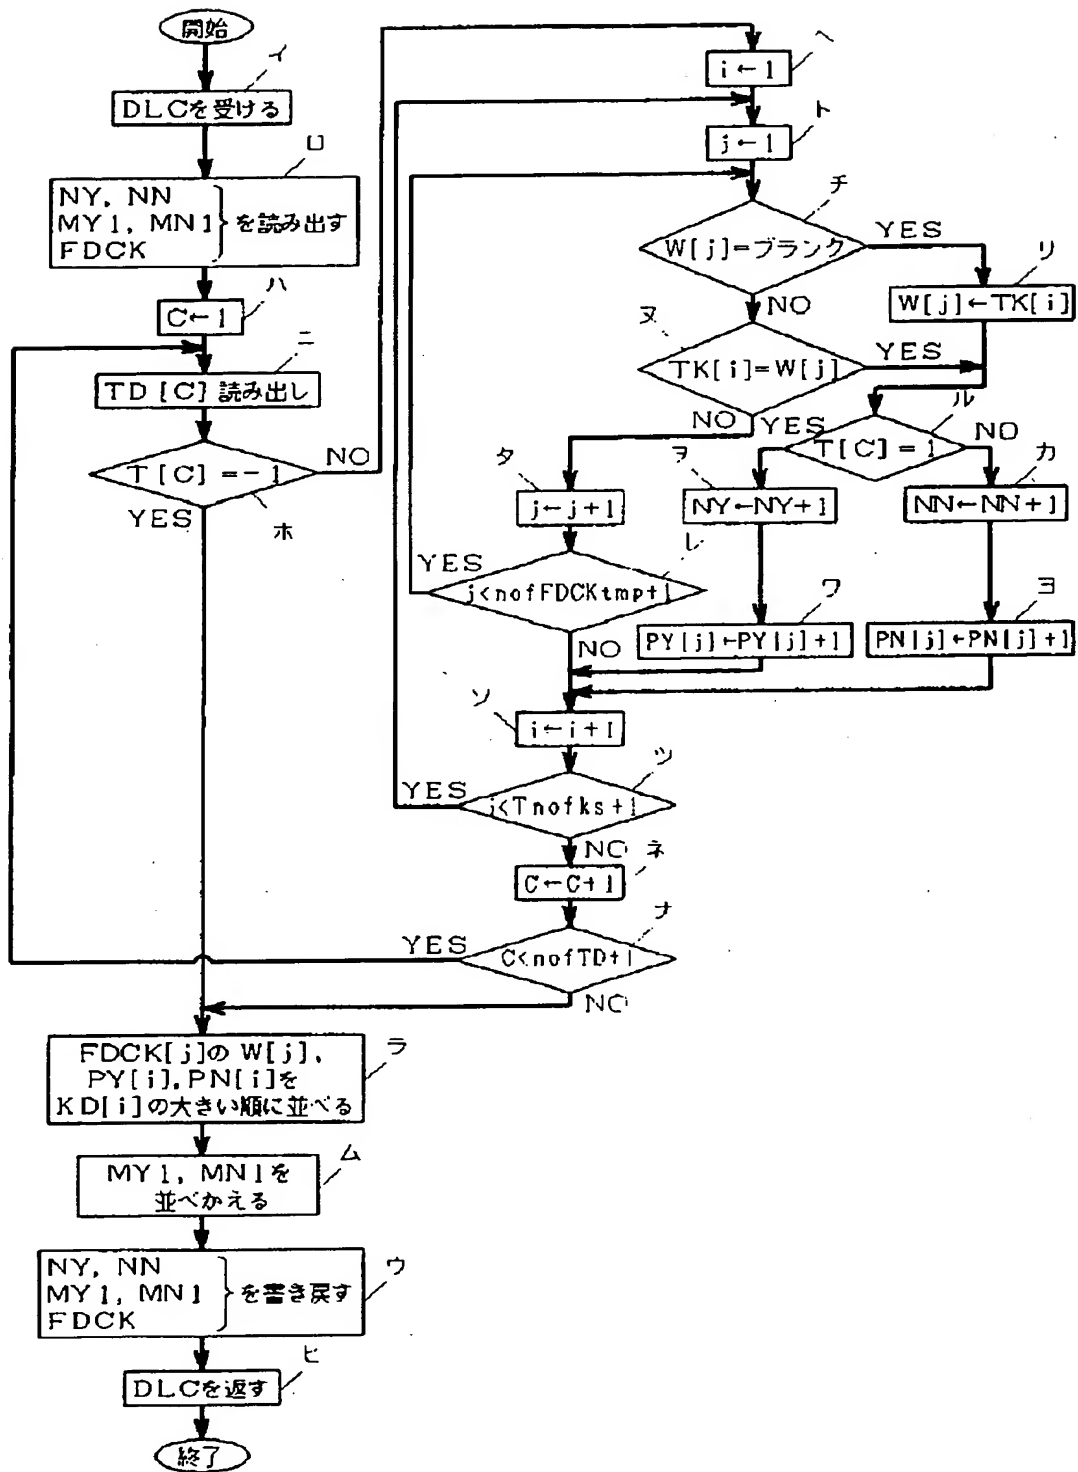 開始
イ
DLCを受ける
ロ
NY, NN
MY1, MN1 を読み出す
FDCK
ハ
C←1
ニ
TD[C]読み出し
T[C]=-1
NO
YES
ホ
ヘ
i←1
ト
j←1
チ
W[j]=ブランク
YES
リ
NO
W[j]←TK[i]
ヌ
TK[i]=W[j]
YES
NO
ル
YES
T[C]=1
NO
タ
j←j+1
ヲ
NY←NY+1
カ
NN←NN+1
レ
YES
j<nofFDCKtmp+1
NO
ワ
PY[j]←PY[j]+1
ヨ
PN[j]←PN[j]+1
ソ
i←i+1
ツ
YES
j<Tnofks+1
NO
ネ
C←C+1
ナ
YES
C<nofTD+1
NO
ラ
FDCK[j]の W[j],
PY[i],PN[i]を
KD[i]の大きい順に並べる
ム
MY1, MN1を
並べかえる
ウ
NY, NN
MY1, MN1 を書き戻す
FDCK
ヒ
DLCを返す
終了